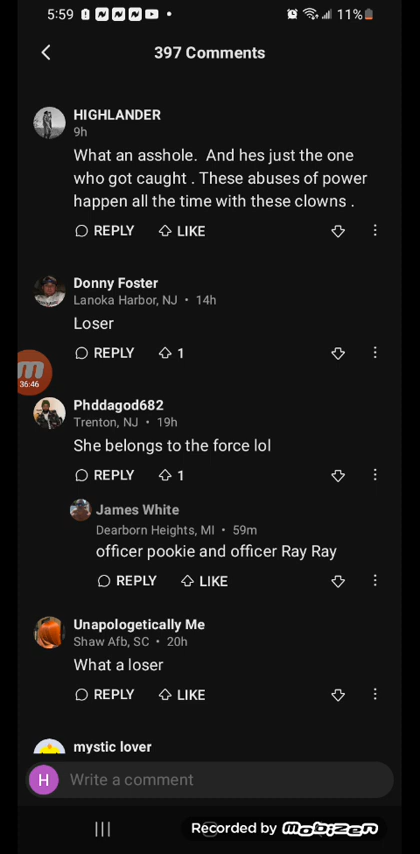 5:59 11%
397 Comments
HIGHLANDER
9h
What an asshole. And hes just the one
who got caught . These abuses of power
happen all the time with these clowns .
REPLY LIKE
Donny Foster
Lanoka Harbor, NJ • 14h
Loser
REPLY 1
m
36:46
Phddagod682
Trenton, NJ • 19h
She belongs to the force lol
REPLY 1
James White
Dearborn Heights, MI • 59m
officer pookie and officer Ray Ray
REPLY LIKE
Unapologetically Me
Shaw Afb, SC • 20h
What a loser
REPLY LIKE
mystic lover
H Write a comment
Recorded by mobizen